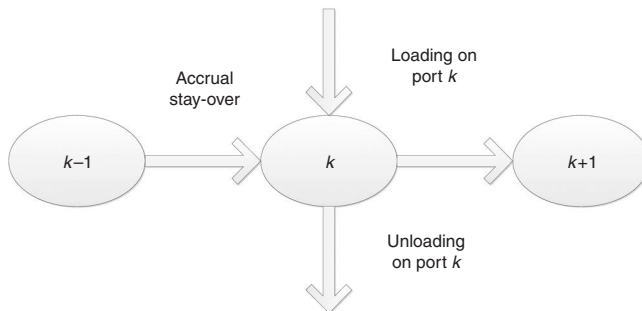 Loading on
port k
Accrual
stay-over
k–1
k
k+1
Unloading
on port k